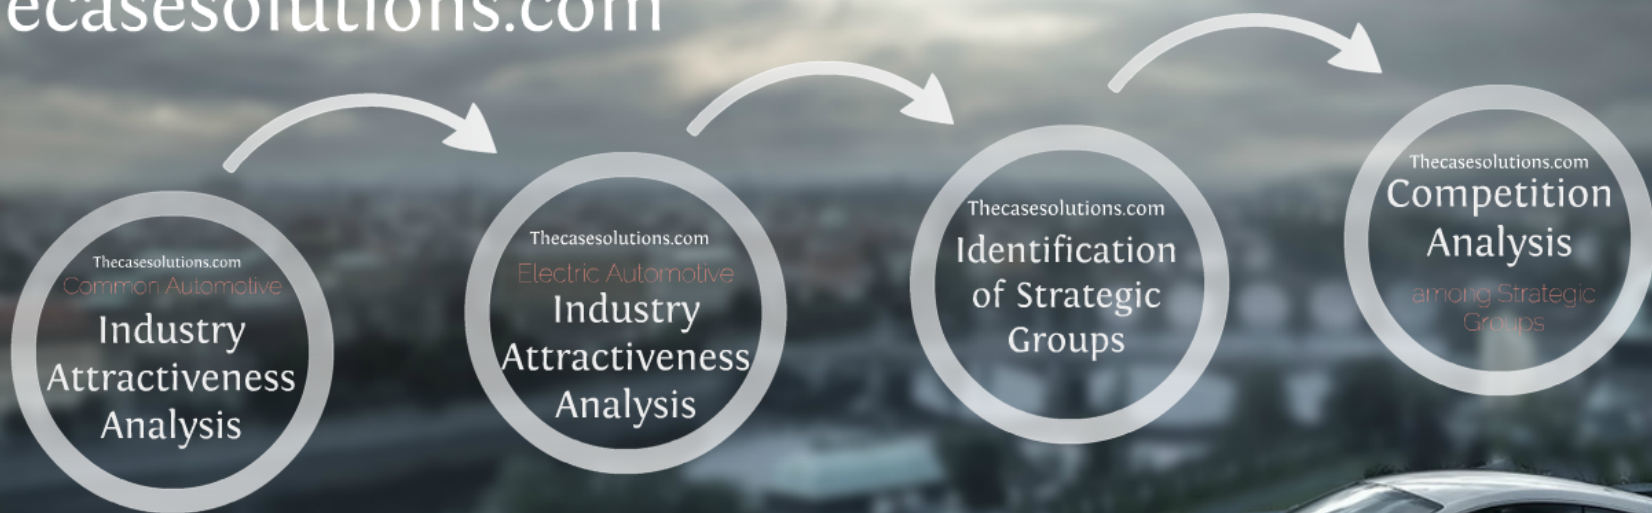 ecasesolutions.com
Thecasesolutions.com
Common Automotive
Industry
Attractiveness
Analysis
Thecasesolutions.com
Electric Automotive
Industry
Attractiveness
Analysis
Thecasesolutions.com
Identification
of Strategic
Groups
Thecasesolutions.com
Competition
Analysis
among Strategic
Groups